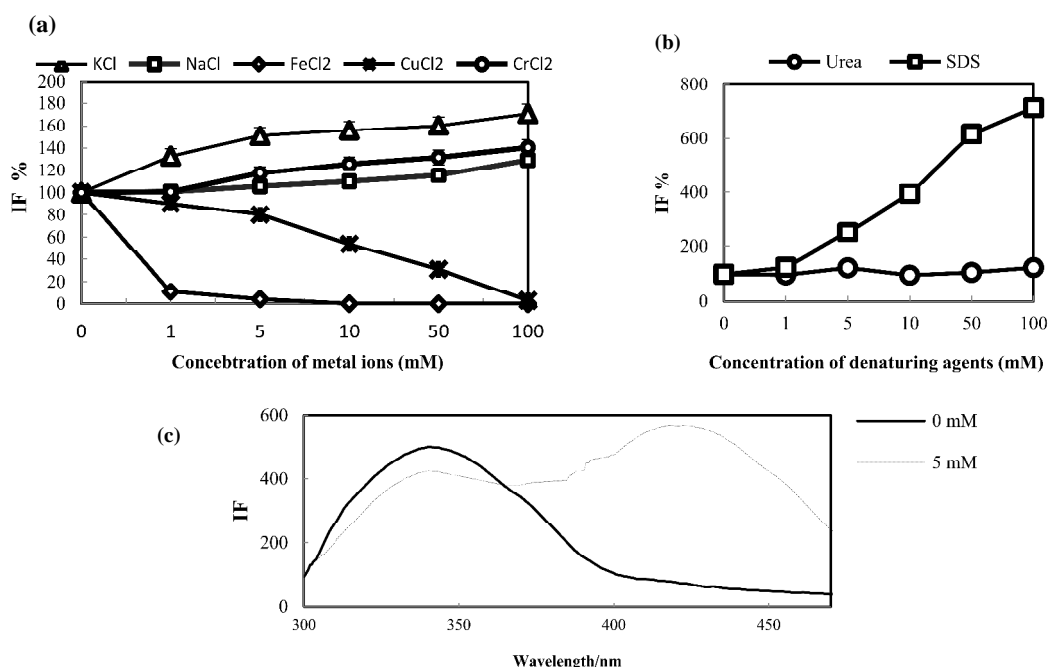 (a)
KCl NaCl FeCl2 CuCl2 CrCl2
200
180
160
140
120
100
80
60
40
20
0
IF %
0 1 5 10 50 100
Concebtration of metal ions (mM)
(b)
Urea SDS
800
600
400
200
0
IF %
0 1 5 10 50 100
Concentration of denaturing agents (mM)
(c)
600
400
200
0
IF
300 350 400 450
Wavelength/nm
0 mM
5 mM